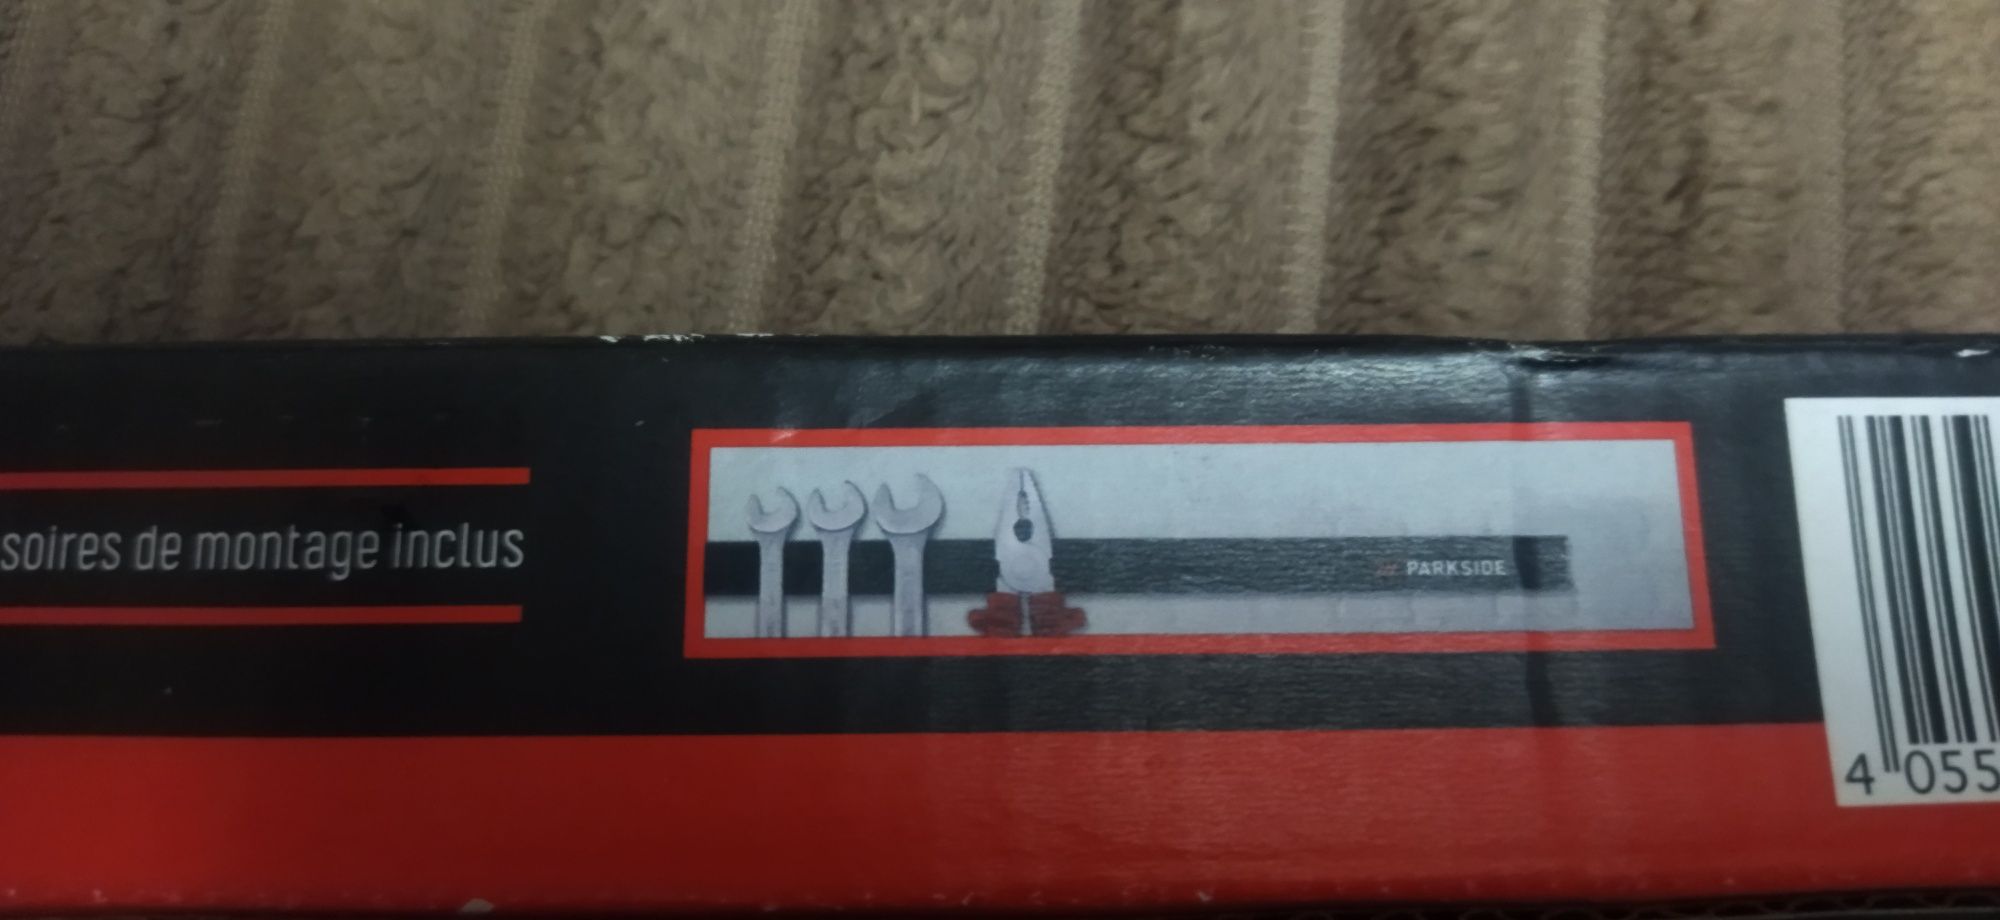 soires de montage inclus
PARKSIDE
4 055